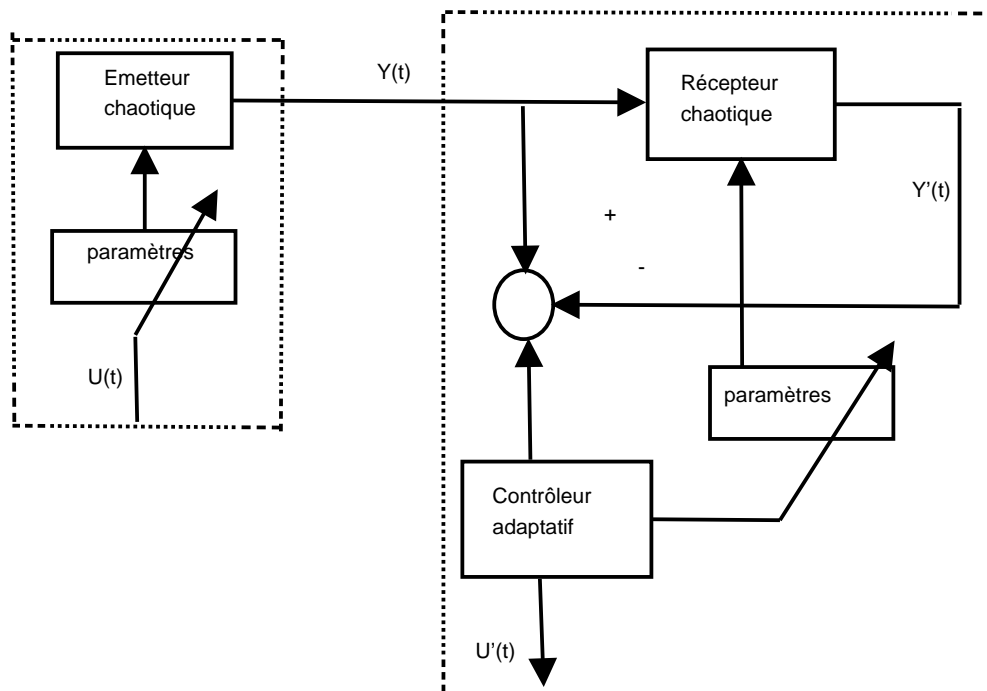 Emetteur
chaotique
Y(t)
Récepteur
chaotique
Y’(t)
+
paramètres
-
U(t)
paramètres
Contrôleur
adaptatif
U’(t)